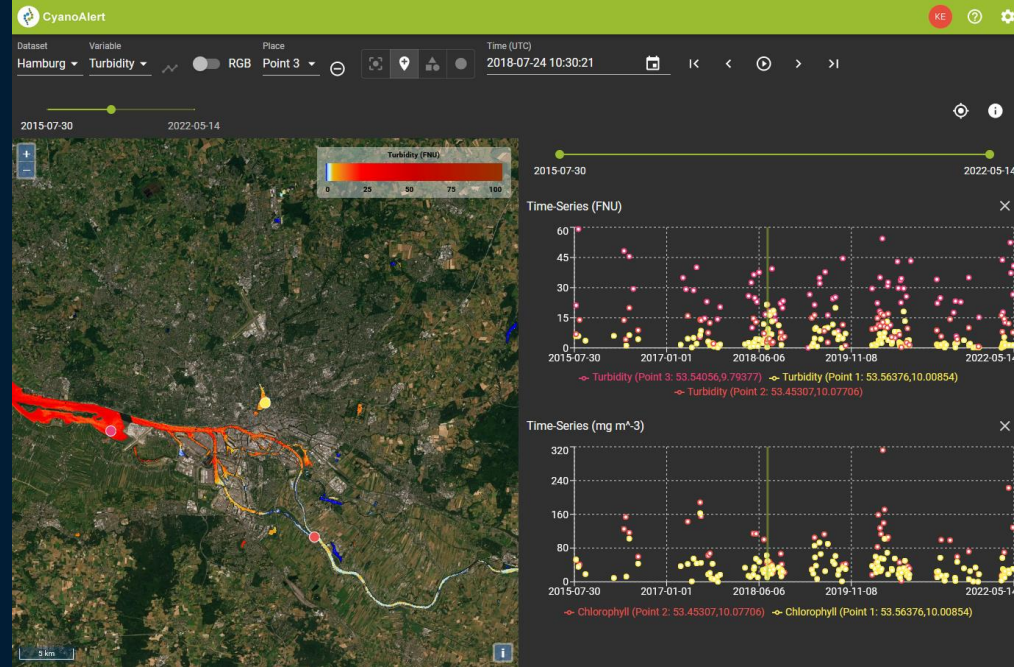 CyanoAlert
KE
Dataset
Variable
Place
Time (UTC)
Hamburg
Turbidity
RGB
Point 3
2018-07-24 10:30:21
2015-07-30
2022-05-14
+
−
Turbidity (FNU)
0 25 50 75 100
5 km
i
2015-07-30
2022-05-14
Time-Series (FNU)
60
45
30
15
0
2015-07-30 2017-01-01 2018-06-06 2019-11-08 2022-05-14
Turbidity (Point 3: 53.54056,9.79377) Turbidity (Point 1: 53.56376,10.00854)
Turbidity (Point 2: 53.45307,10.07706)
Time-Series (mg m^-3)
320
240
160
80
0
2015-07-30 2017-01-01 2018-06-06 2019-11-08 2022-05-14
Chlorophyll (Point 2: 53.45307,10.07706) Chlorophyll (Point 1: 53.56376,10.00854)